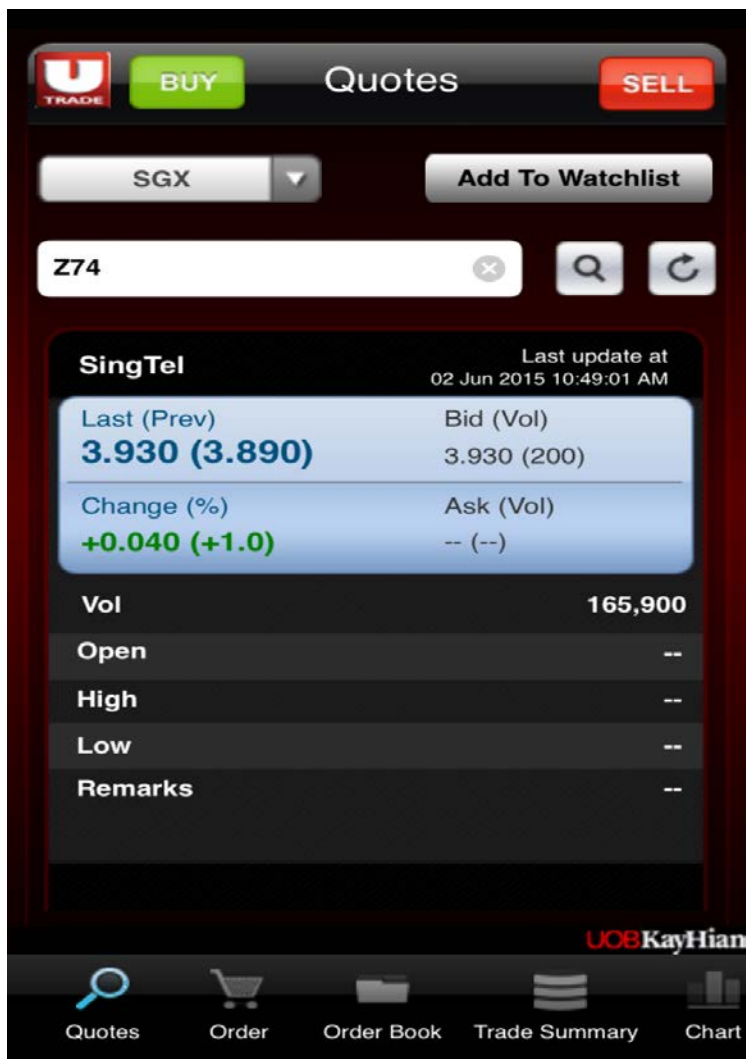 U
TRADE
BUY
Quotes
SELL
SGX
Add To Watchlist
Z74
SingTel
Last update at
02 Jun 2015 10:49:01 AM
Last (Prev)
Bid (Vol)
3.930 (3.890)
3.930 (200)
Change (%)
Ask (Vol)
+0.040 (+1.0)
-- (--)
Vol
165,900
Open
--
High
--
Low
--
Remarks
--
UOBKayHian
Quotes
Order
Order Book
Trade Summary
Chart